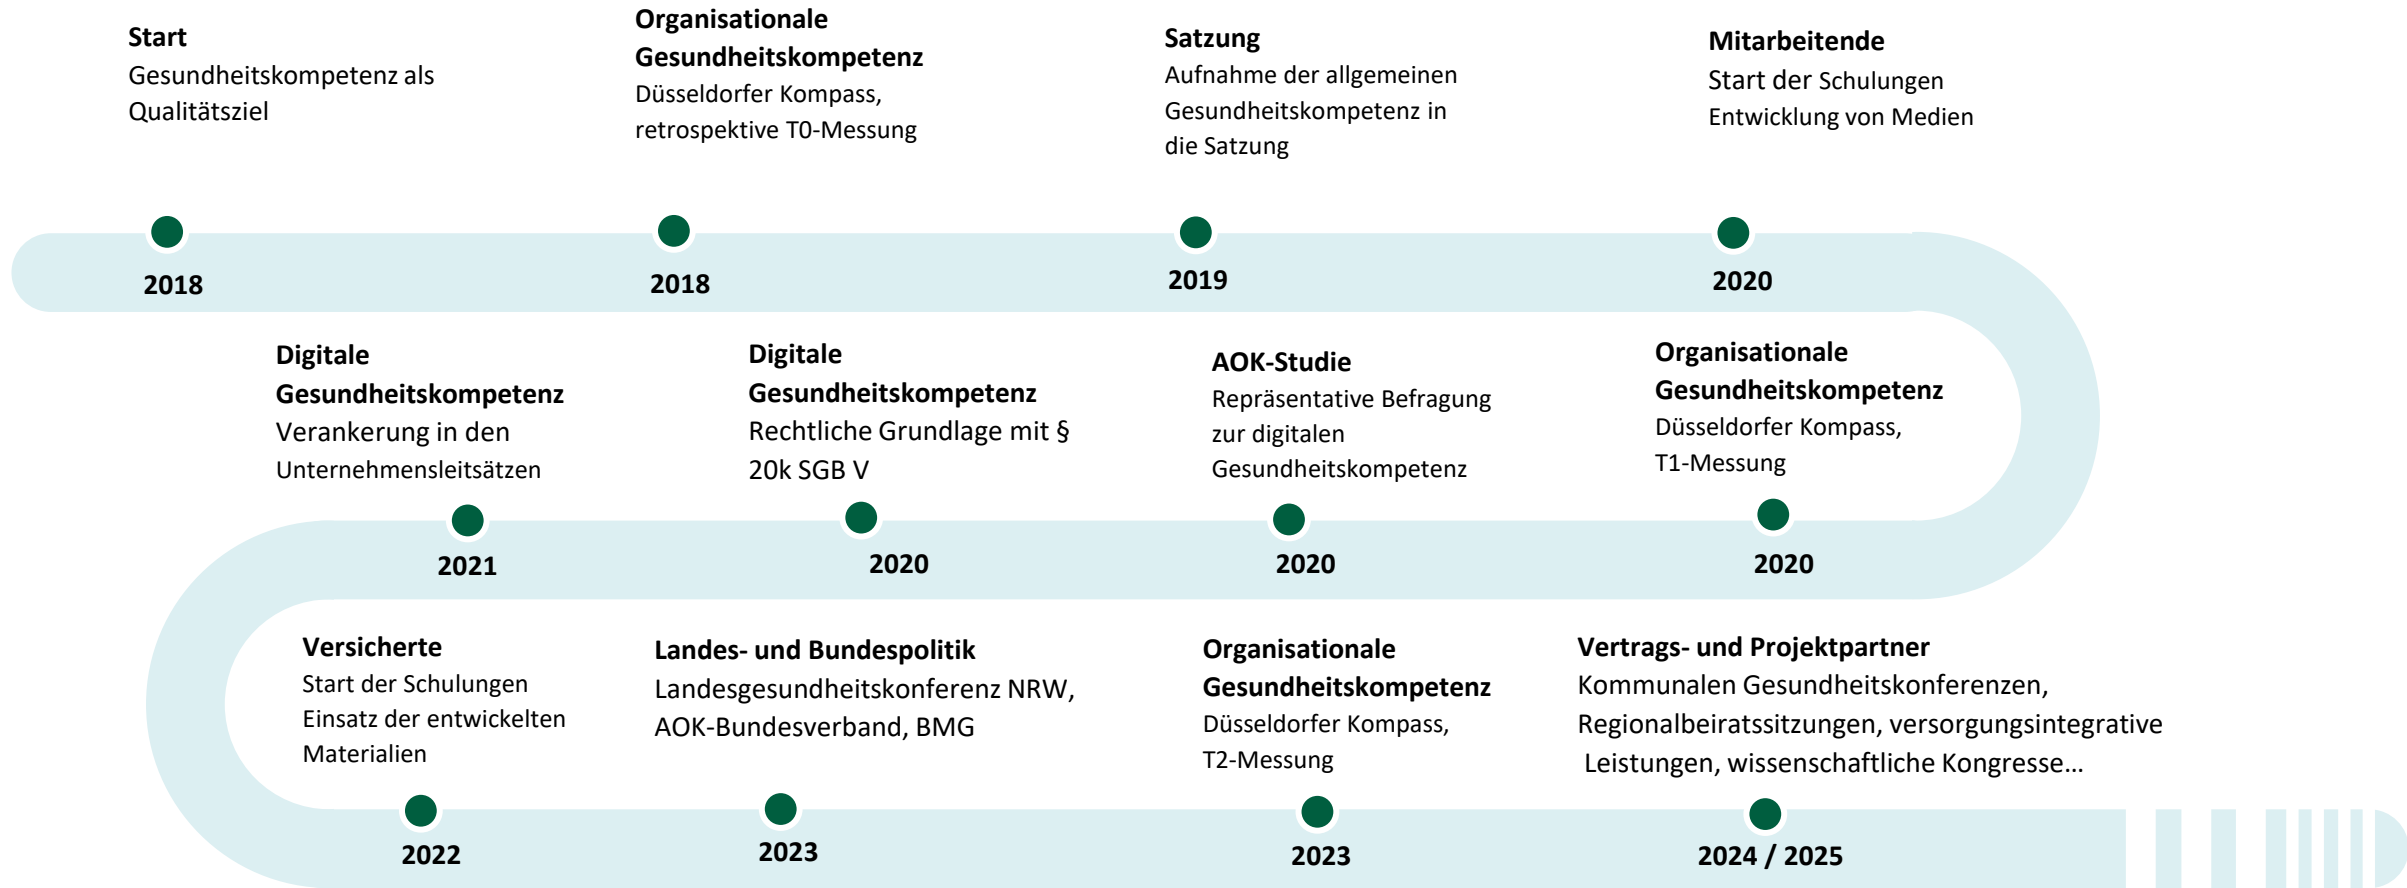 Start
Gesundheitskompetenz als
Qualitätsziel
2018
Organisationale
Gesundheitskompetenz
Düsseldorfer Kompass,
retrospektive T0-Messung
2018
Satzung
Aufnahme der allgemeinen
Gesundheitskompetenz in
die Satzung
2019
Mitarbeitende
Start der Schulungen
Entwicklung von Medien
2020
Digitale
Gesundheitskompetenz
Verankerung in den
Unternehmensleitsätzen
2021
Digitale
Gesundheitskompetenz
Rechtliche Grundlage mit §
20k SGB V
2020
AOK-Studie
Repräsentative Befragung
zur digitalen
Gesundheitskompetenz
2020
Organisationale
Gesundheitskompetenz
Düsseldorfer Kompass,
T1-Messung
2020
Versicherte
Start der Schulungen
Einsatz der entwickelten
Materialien
2022
Landes- und Bundespolitik
Landesgesundheitskonferenz NRW,
AOK-Bundesverband, BMG
2023
Organisationale
Gesundheitskompetenz
Düsseldorfer Kompass,
T2-Messung
2023
Vertrags- und Projektpartner
Kommunalen Gesundheitskonferenzen,
Regionalbeiratssitzungen, versorgungsintegrative
Leistungen, wissenschaftliche Kongresse...
2024 / 2025